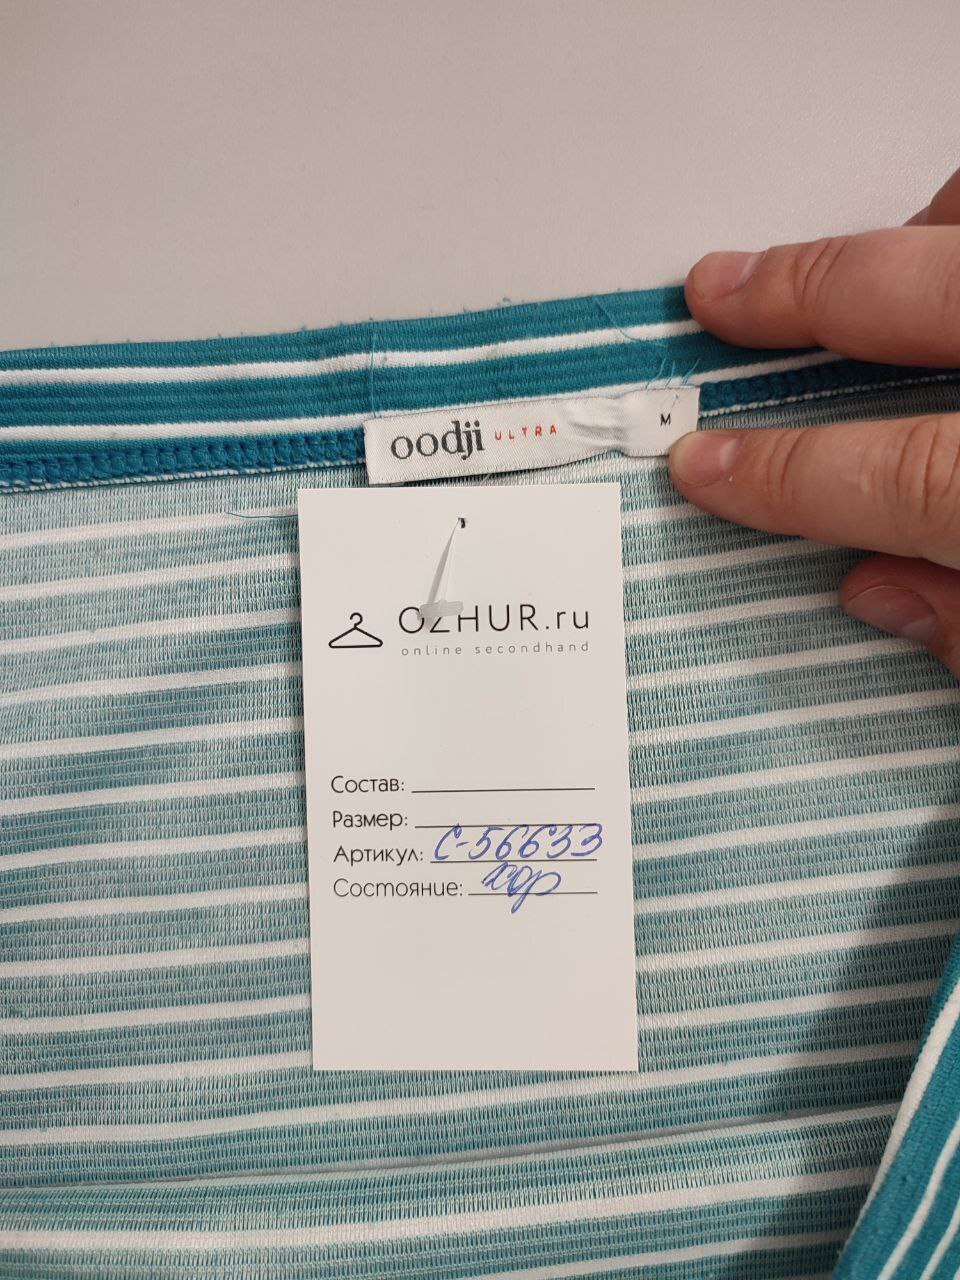 oodji ULTRA M
OZHUR.ru
online secondhand
Состав:
Размер:
Артикул: С-56633
Состояние: хор